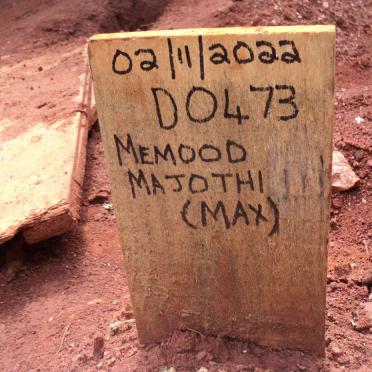 02/11/2022
D0473
MEMOOD
MAJOTHI
(MAX)